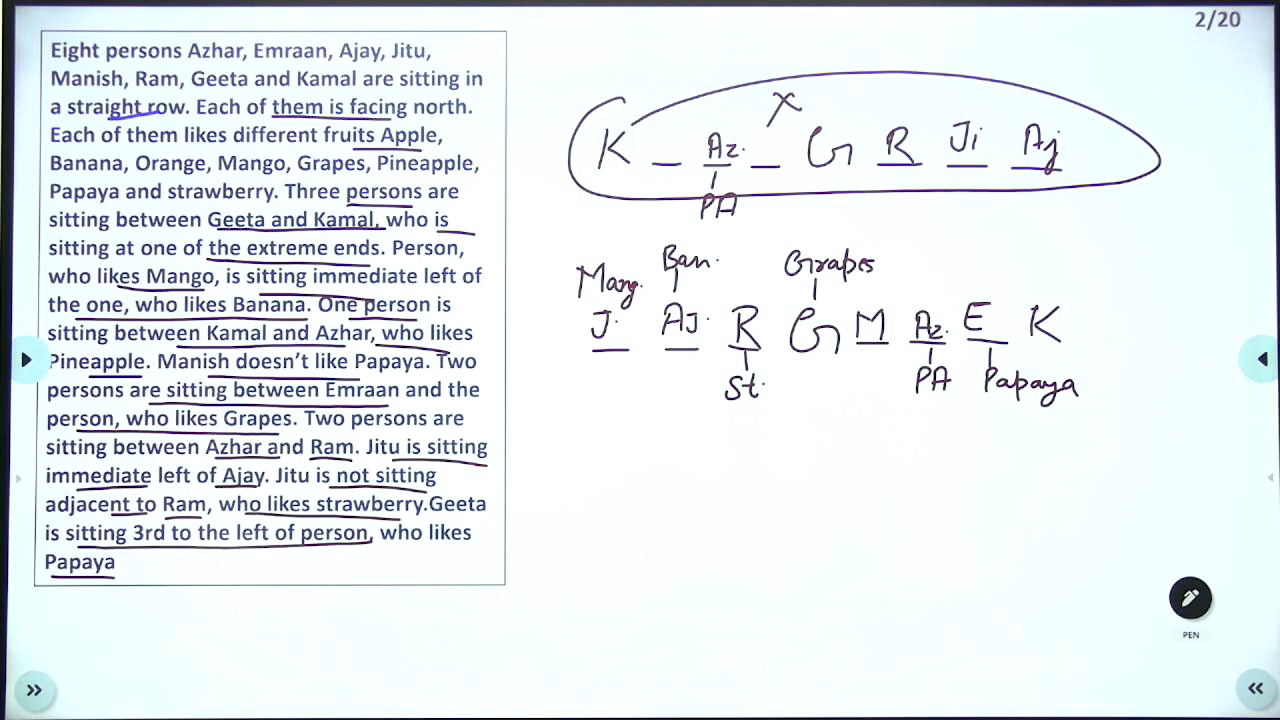 2/20
Eight persons Azhar, Emraan, Ajay, Jitu,
Manish, Ram, Geeta and Kamal are sitting in
a straight row. Each of them is facing north.
Each of them likes different fruits Apple,
Banana, Orange, Mango, Grapes, Pineapple,
Papaya and strawberry. Three persons are
sitting between Geeta and Kamal, who is
sitting at one of the extreme ends. Person,
who likes Mango, is sitting immediate left of
the one, who likes Banana. One person is
sitting between Kamal and Azhar, who likes
Pineapple. Manish doesn't like Papaya. Two
persons are sitting between Emraan and the
person, who likes Grapes. Two persons are
sitting between Azhar and Ram. Jitu is sitting
immediate left of Ajay. Jitu is not sitting
adjacent to Ram, who likes strawberry.Geeta
is sitting 3rd to the left of person, who likes
Papaya
X
K _ Az. _ G R Ji Aj
PA
Mang. Ban. Grapes
J. AJ. R G M Az. E K
St. PA Papaya
PEN